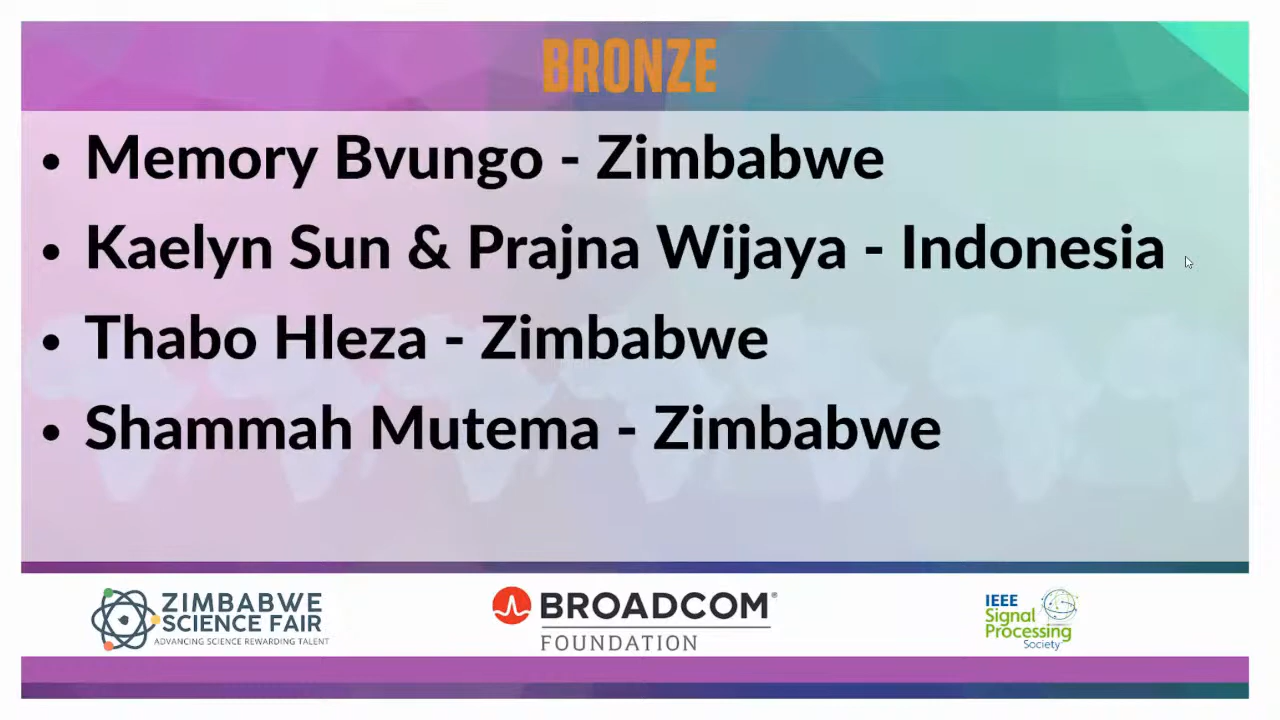 BRONZE
• Memory Bvungo - Zimbabwe
• Kaelyn Sun & Prajna Wijaya - Indonesia
• Thabo Hleza - Zimbabwe
• Shammah Mutema - Zimbabwe
ZIMBABWE
SCIENCE FAIR
ADVANCING SCIENCE REWARDING TALENT
BROADCOM®
FOUNDATION
IEEE
Signal
Processing
Society